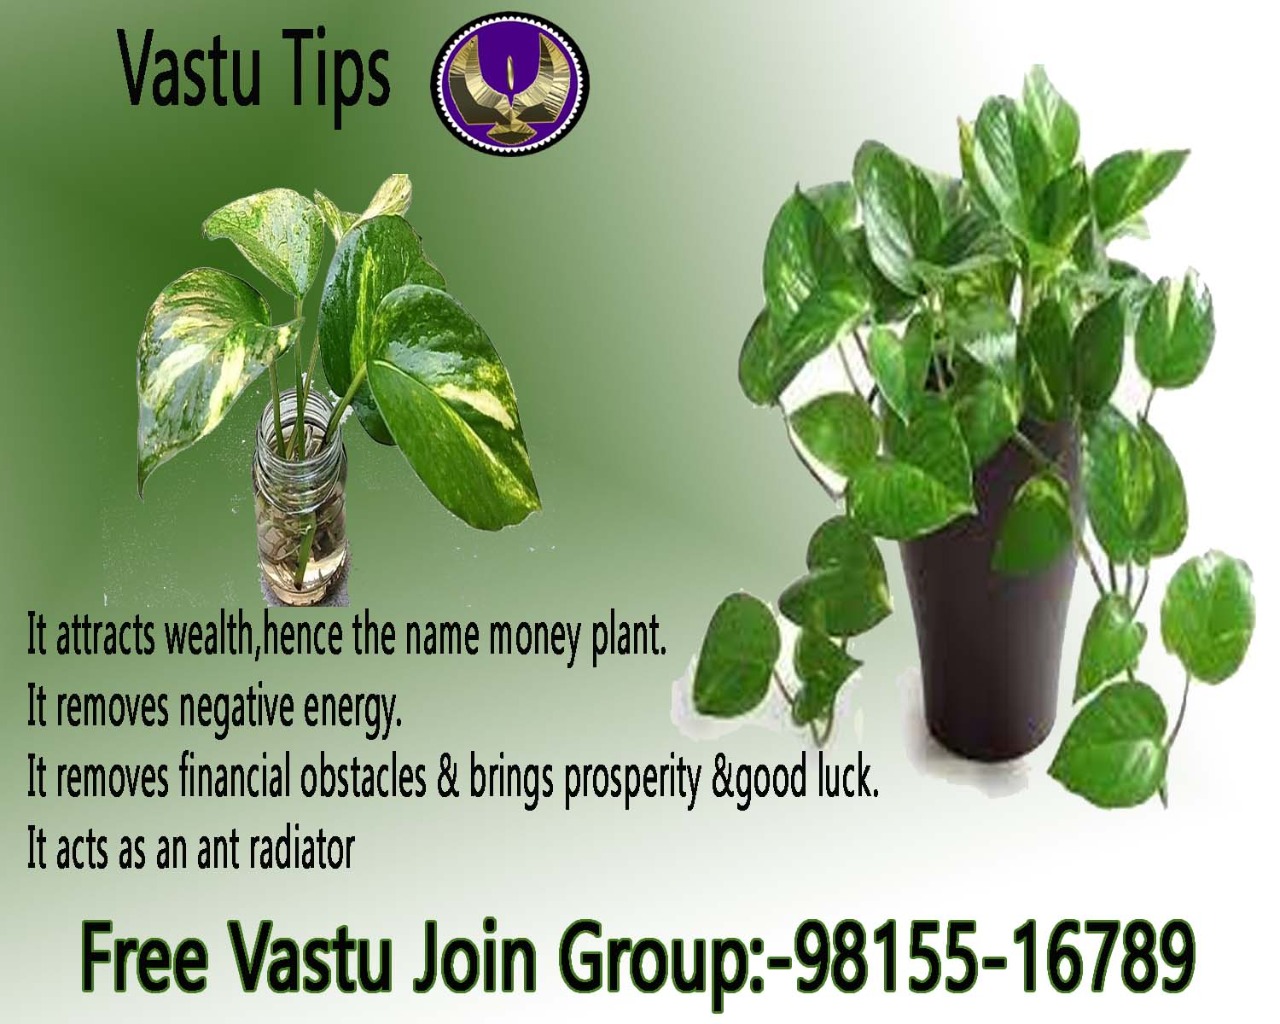 Vastu Tips
It attracts wealth,hence the name money plant.
It removes negative energy.
It removes financial obstacles & brings prosperity &good luck.
It acts as an ant radiator
Free Vastu Join Group:-98155-16789